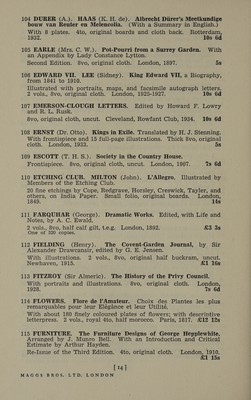 104 DURER (A.). HAAS (K. H. de). Albrecht Dürer's Meetkundige
bouw van Reuter en Melencolia. (With a Summary in English.)
With 8 plates. 4to, original boards and cloth back. Rotterdam,
1932. 10s 6d
105 EARLE (Mrs. C. W.). Pot-Pourri from a Surrey Garden. With
an Appendix by Lady Constance Lytton.
Second Edition. 8vo, original cloth. London, 1897. 5s
106 EDWARD VII. LEE (Sidney). King Edward VII, a Biography,
from 1841 to 1910.
Illustrated with portraits, maps, and facsimile autograph letters.
2 vols., 8vo, original cloth. London, 1925-1927. 10s 6d
107 EMERSON-CLOUGH LETTERS. Edited by Howard F. Lowry
and R. L. Rusk.
8vo, original cloth, uncut. Cleveland, Rowfant Club, 1934. 10s 6d
108 ERNST (Dr. Otto). Kings in Exile. Translated by H. J. Stenning.
With frontispiece and 15 full-page illustrations. Thick 8vo, original
cloth. London, 1933. 5s
109 ESCOTT (T. H. S.). Society in the Country House.
Frontispiece. 8vo, original cloth, uncut. London, 1907. 7s 6d
110 ETCHING CLUB. MILTON (John). L'Allegro. Illustrated by
Members of the Etching Club.
20 fine etchings by Cope, Redgrave, Horsley, Creswick, Tayler, and
others, on India Paper. Small folio, original boards. London,
1849. 14s
111 FARQUHAR (George). Dramatic Works. Edited, with Life and
Notes, by A. C. Ewald.
2 vols., 8vo, half calf gilt, t.e.g. London, 1892. £2 2s
One of 520 copies.
112 FIELDING (Henry). The Covent-Garden Journal, by Sir
Alexander Drawcansir, edited by G. E. Jensen.
With illustrations. 2 vols., 8vo, original half buckram, uncut.
Newhaven, 1915. £1 10s
113 FITZROY (Sir Almeric). The History of the Privy Council.
With portraits and illustrations. 8vo, original cloth. London,
1928. 7s 6d
114 FLOWERS. Flore de l'Amateur. Choix des Plantes les plus
remarquables pour leur Elégance et leur Utilité.
With about 180 finely coloured plates of flowers; with descriptive
letterpress. 2 vols., royal 4to, half morocco. Paris, 1817. £12 12s
115 FURNITURE. The Furniture Designs of George Hepplewhite,
Arranged by J. Munro Bell. With an Introduction and Critical
Estimate by Arthur Hayden.
Re-Issue of the Third Edition. 4to, original cloth. London, 1910.
£1 15s
[ 14 ]
MAGGS BROS. LTD. LONDON